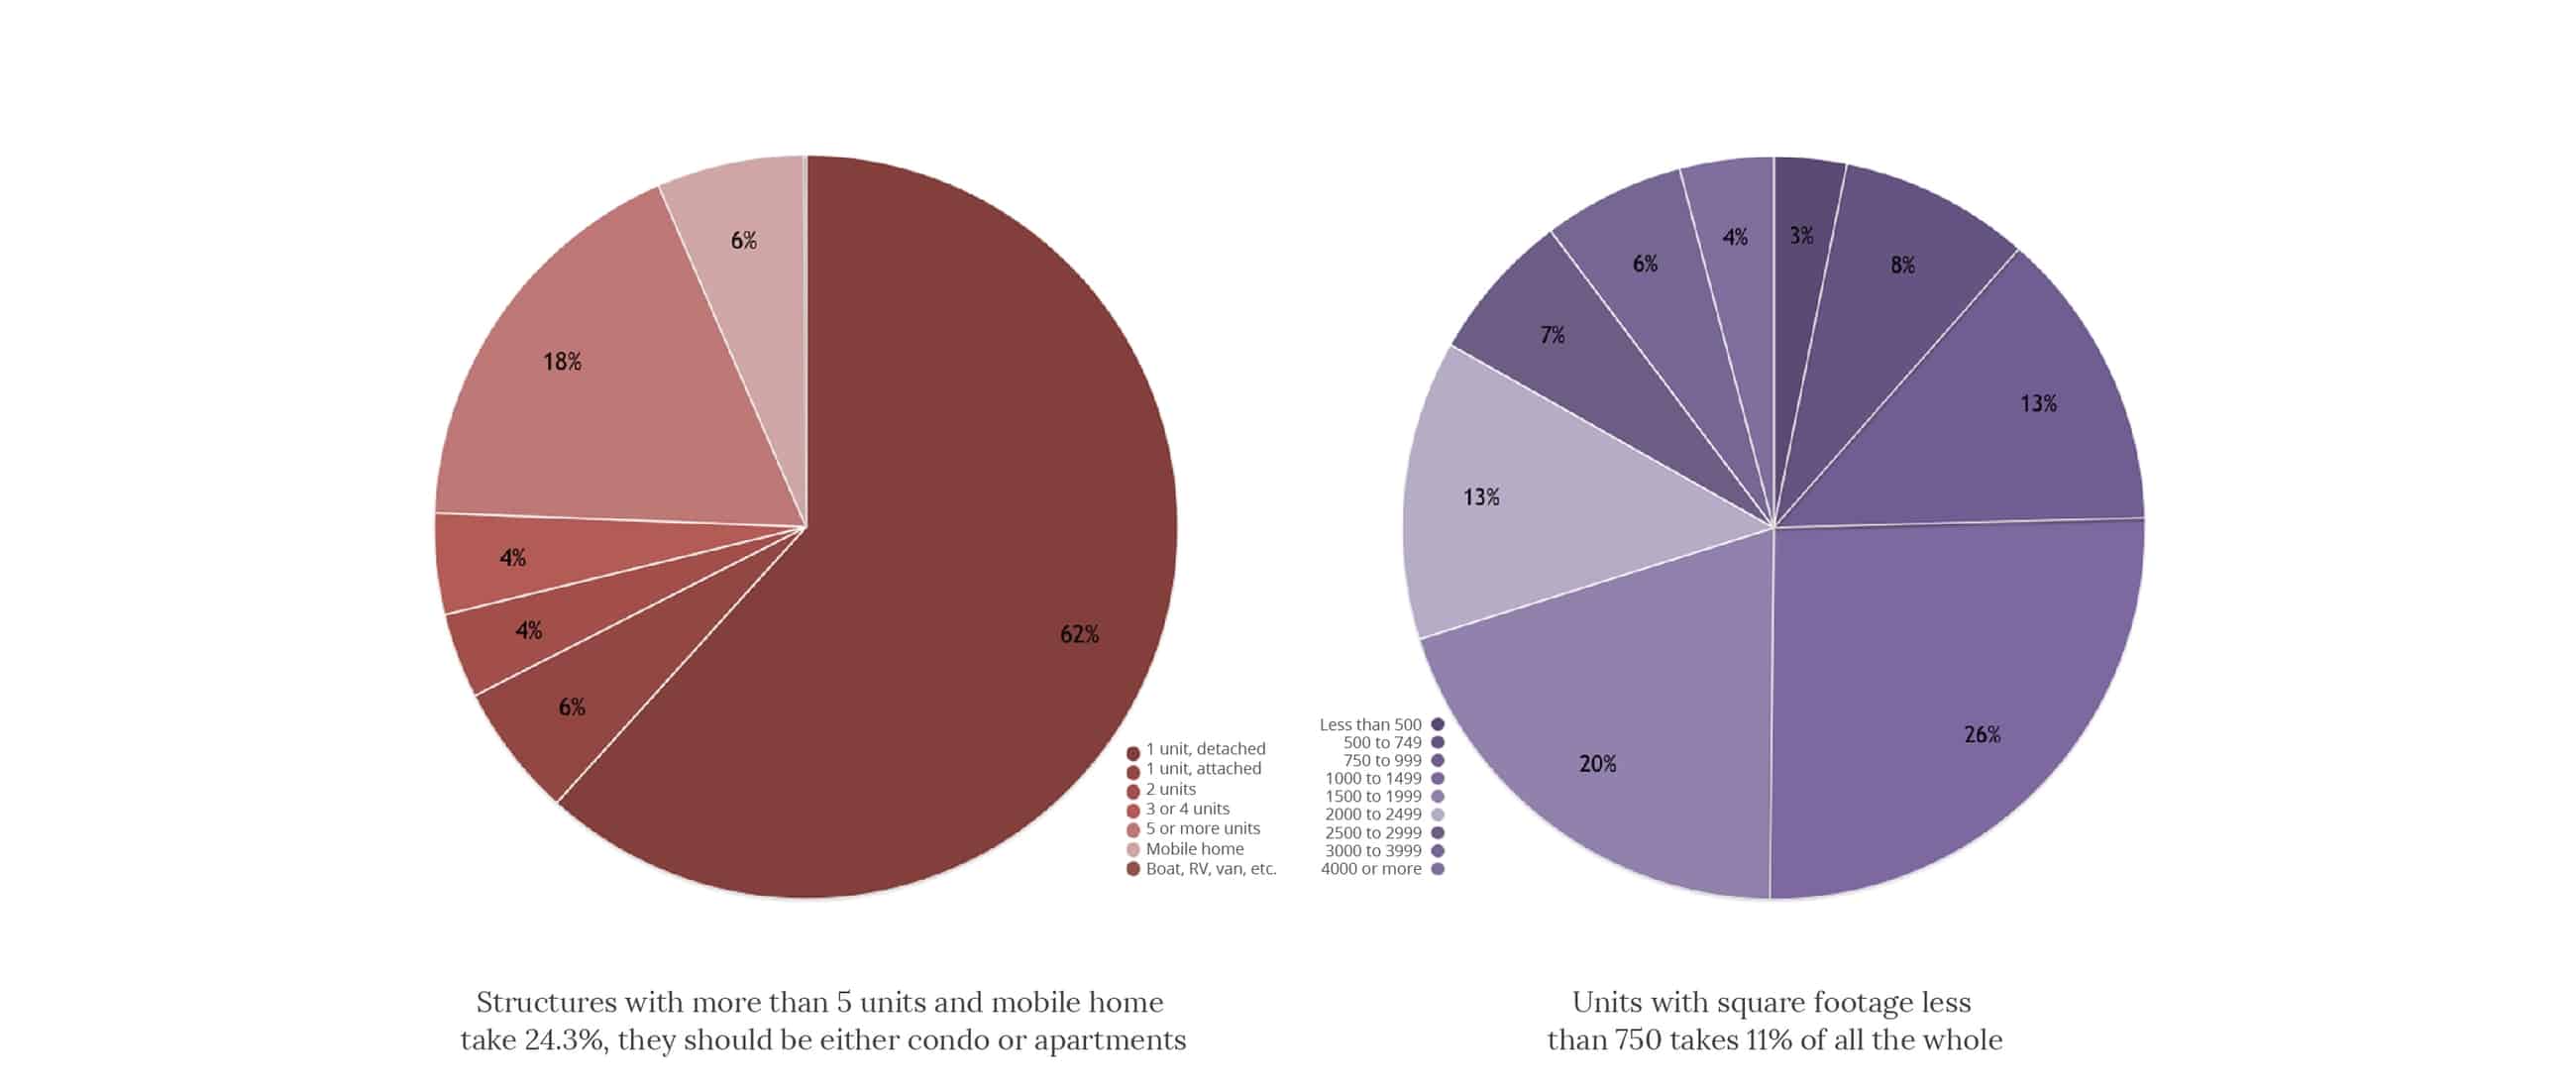 6%
18%
4%
4%
6%
62%
1 unit, detached
1 unit, attached
2 units
3 or 4 units
5 or more units
Mobile home
Boat, RV, van, etc.
Structures with more than 5 units and mobile home
take 24.3%, they should be either condo or apartments
4%
3%
6%
8%
7%
13%
13%
26%
20%
Less than 500
500 to 749
750 to 999
1000 to 1499
1500 to 1999
2000 to 2499
2500 to 2999
3000 to 3999
4000 or more
Units with square footage less
than 750 takes 11% of all the whole